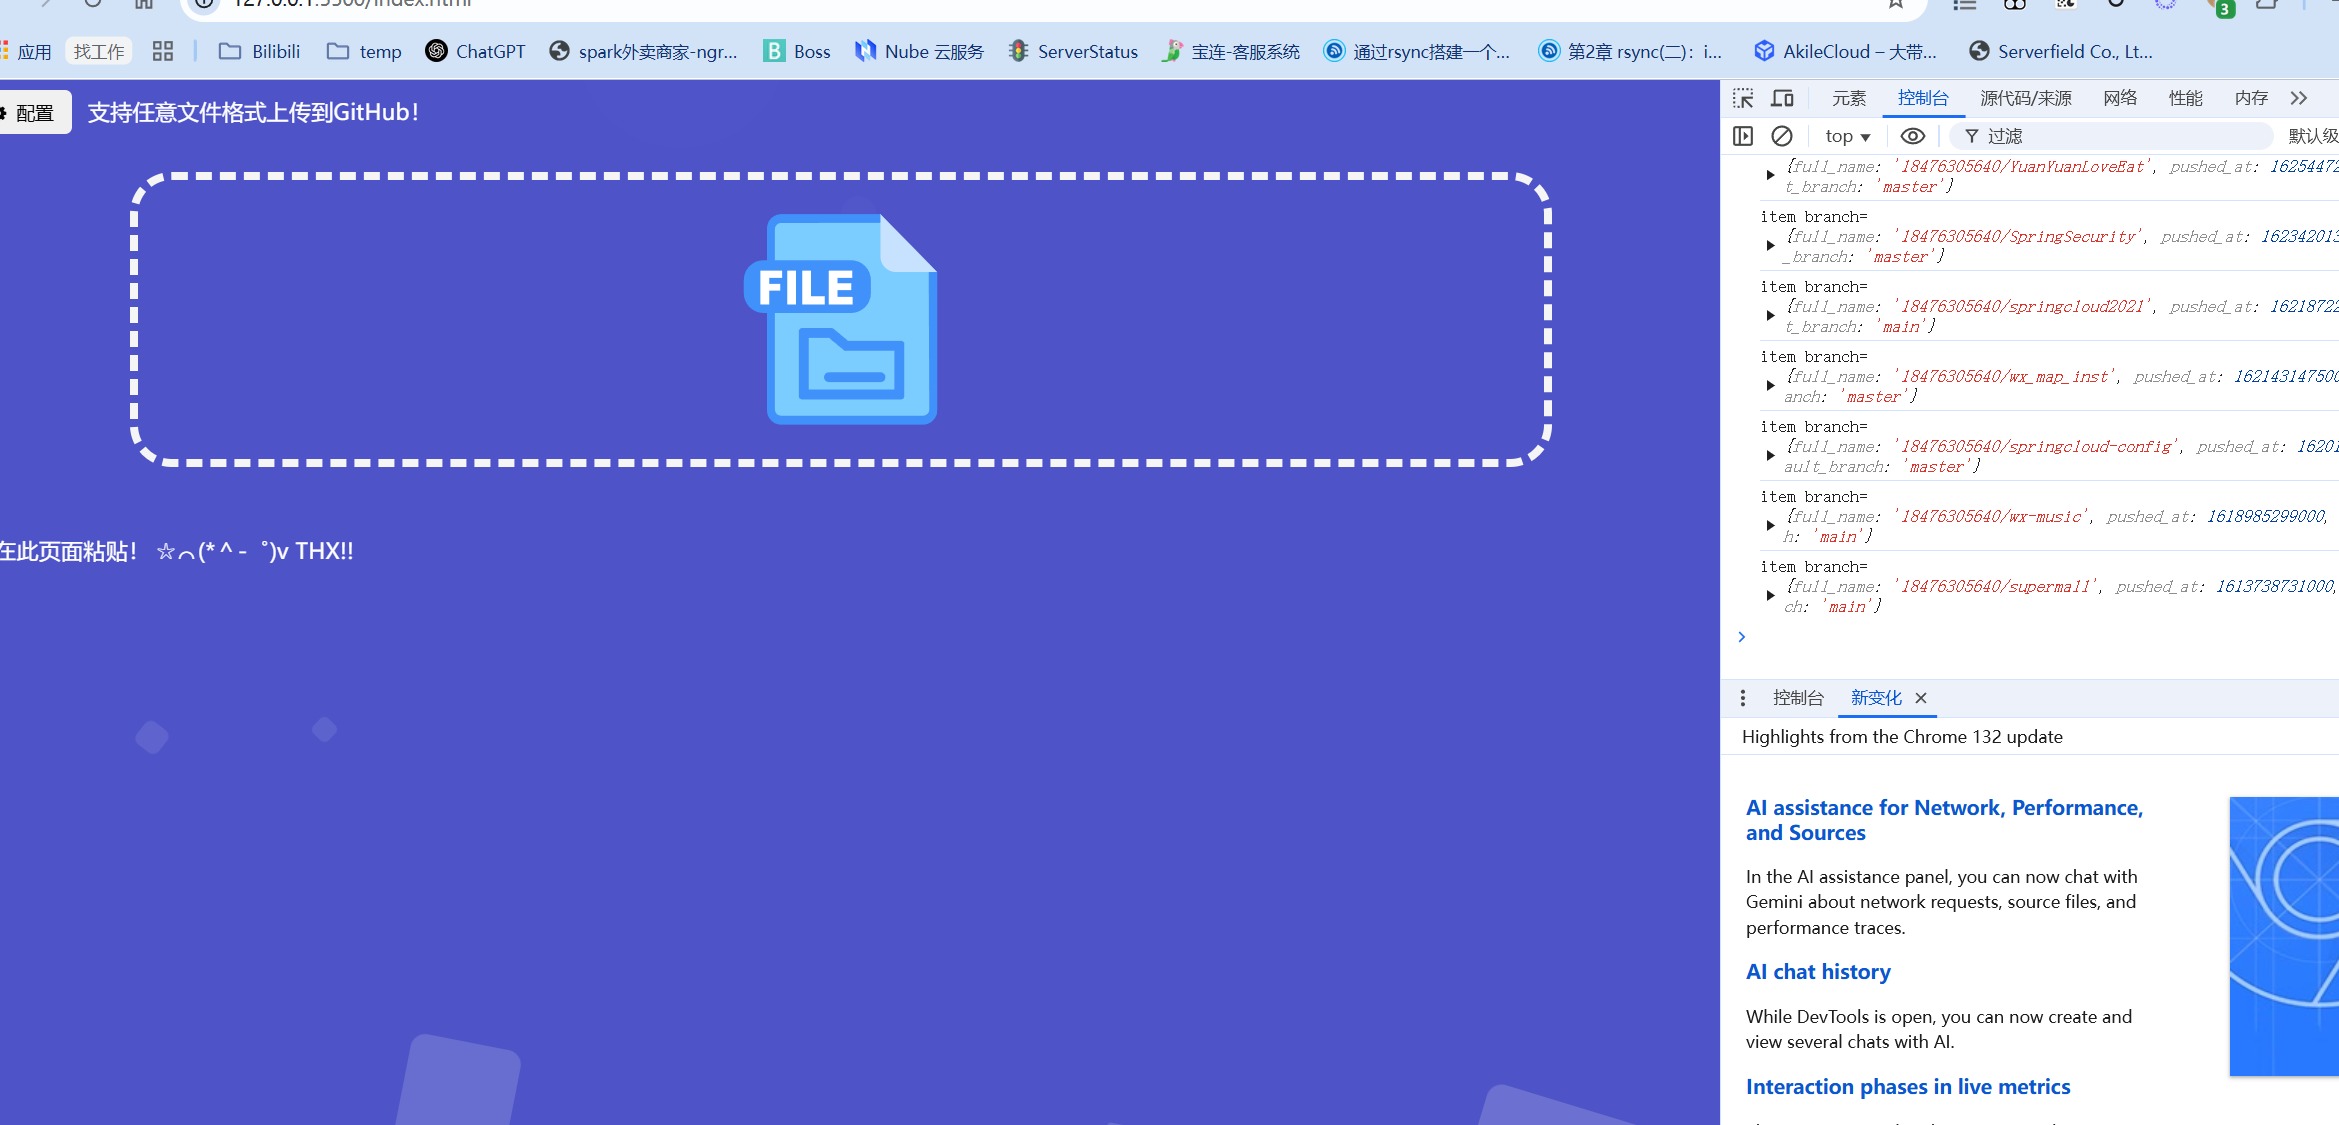 127.0.0.1:5500/index.html
3
应用 找工作 Bilibili temp ChatGPT spark外卖商家-ngr... Boss Nube 云服务 ServerStatus 宝连-客服系统 通过rsync搭建一个... 第2章 rsync(二)：i... AkileCloud – 大带... Serverfield Co., Lt...
配置 支持任意文件格式上传到GitHub！
FILE
在此页面粘贴！ ☆⌒(*＾-゜)v THX!!
元素 控制台 源代码/来源 网络 性能 内存
top 过滤 默认级
{full_name: '18476305640/YuanYuanLoveEat', pushed_at: 16254472
t_branch: 'master'}
item branch=
{full_name: '18476305640/SpringSecurity', pushed_at: 162342013
_branch: 'master'}
item branch=
{full_name: '18476305640/springcloud2021', pushed_at: 16218722
t_branch: 'main'}
item branch=
{full_name: '18476305640/wx_map_inst', pushed_at: 162143147500
anch: 'master'}
item branch=
{full_name: '18476305640/springcloud-config', pushed_at: 16201
ault_branch: 'master'}
item branch=
{full_name: '18476305640/wx-music', pushed_at: 1618985299000,
h: 'main'}
item branch=
{full_name: '18476305640/supermall', pushed_at: 1613738731000,
ch: 'main'}
控制台 新变化
Highlights from the Chrome 132 update
AI assistance for Network, Performance,
and Sources
In the AI assistance panel, you can now chat with
Gemini about network requests, source files, and
performance traces.
AI chat history
While DevTools is open, you can now create and
view several chats with AI.
Interaction phases in live metrics